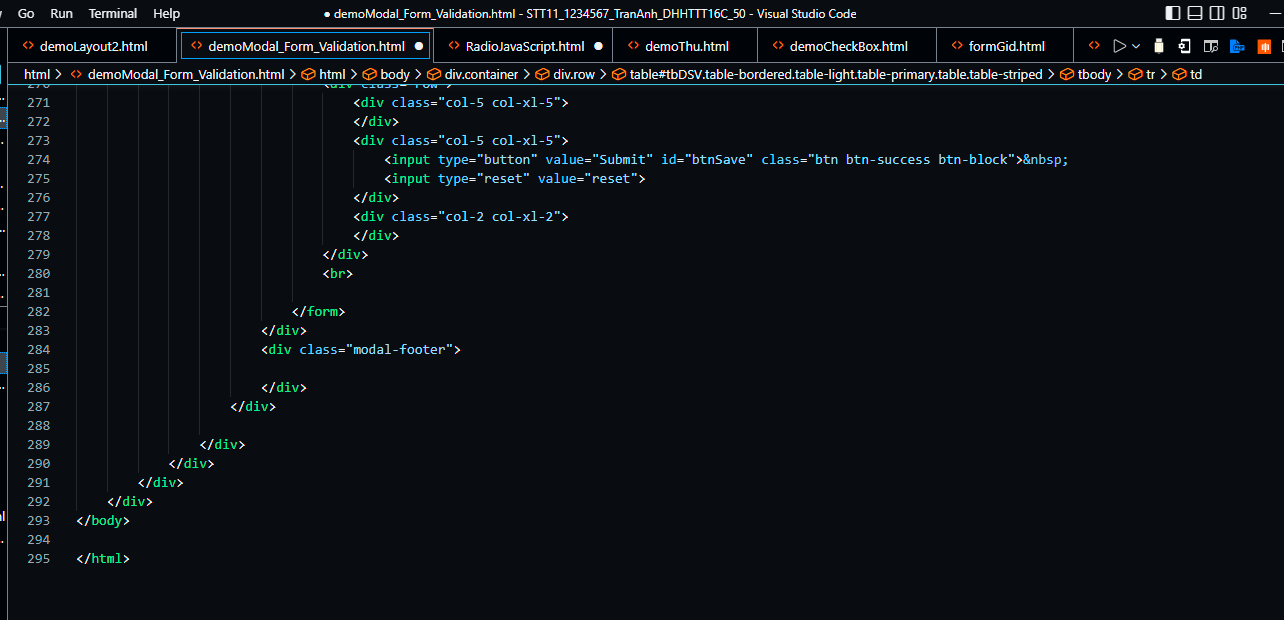 Go Run Terminal Help ● demoModal_Form_Validation.html - STT11_1234567_TranAnh_DHHTTT16C_50 - Visual Studio Code
demoLayout2.html demoModal_Form_Validation.html ● RadioJavaScript.html ● demoThu.html demoCheckBox.html formGid.html
html > demoModal_Form_Validation.html > html > body > div.container > div.row > table#tbDSV.table-bordered.table-light.table-primary.table.table-striped > tbody > tr > td
270 <div class="row">
271 <div class="col-5 col-xl-5">
272 </div>
273 <div class="col-5 col-xl-5">
274 <input type="button" value="Submit" id="btnSave" class="btn btn-success btn-block">&nbsp;
275 <input type="reset" value="reset">
276 </div>
277 <div class="col-2 col-xl-2">
278 </div>
279 </div>
280 <br>
281
282 </form>
283 </div>
284 <div class="modal-footer">
285
286 </div>
287 </div>
288
289 </div>
290 </div>
291 </div>
292 </div>
293 </body>
294
295 </html>